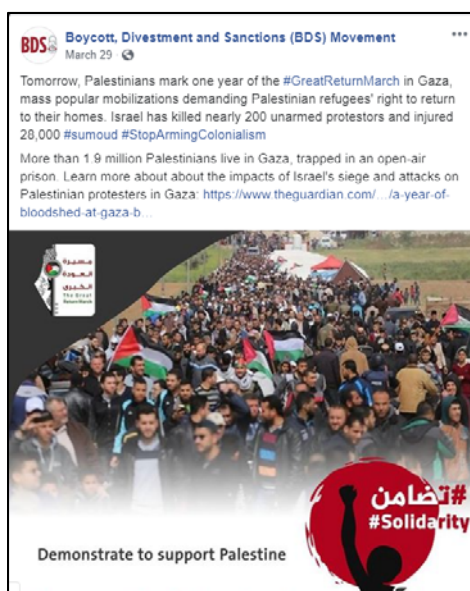 BDS
Boycott, Divestment and Sanctions (BDS) Movement
March 29 ·
Tomorrow, Palestinians mark one year of the #GreatReturnMarch in Gaza,
mass popular mobilizations demanding Palestinian refugees' right to return
to their homes. Israel has killed nearly 200 unarmed protestors and injured
28,000 #sumoud #StopArmingColonialism
More than 1.9 million Palestinians live in Gaza, trapped in an open-air
prison. Learn more about about the impacts of Israel's siege and attacks on
Palestinian protesters in Gaza: https://www.theguardian.com/.../a-year-of-
bloodshed-at-gaza-b...
مسيرة
العودة
الكبرى
The Great
Return March
#تضامن
#Solidarity
Demonstrate to support Palestine